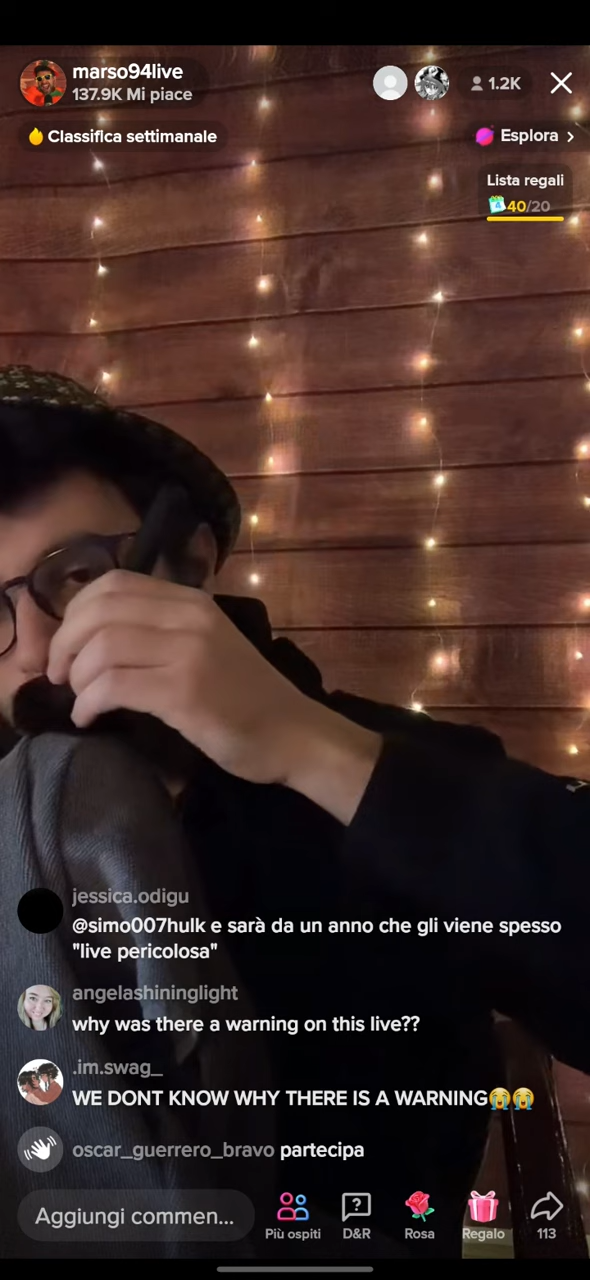 marso94live
137.9K Mi piace
1.2K
Classifica settimanale
Esplora
Lista regali
40/20
jessica.odigu
@simo007hulk e sarà da un anno che gli viene spesso
"live pericolosa"
angelashininglight
why was there a warning on this live??
.im.swag_
WE DONT KNOW WHY THERE IS A WARNING😭😭
oscar_guerrero_bravo partecipa
Aggiungi commen...
Più ospiti
D&R
Rosa
Regalo
113